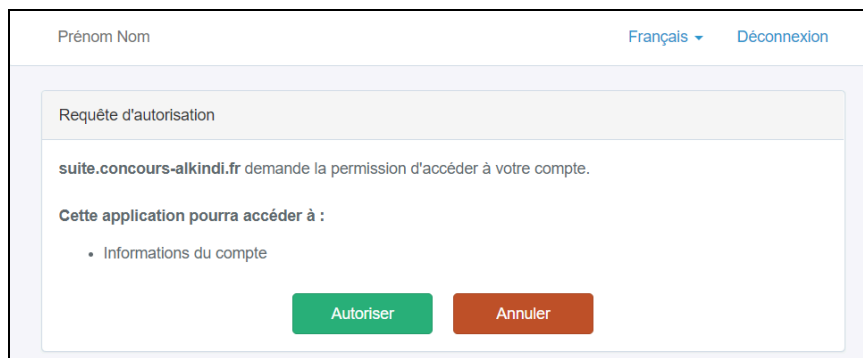 Prénom Nom
Français
Déconnexion
Requête d'autorisation
suite.concours-alkindi.fr demande la permission d'accéder à votre compte.
Cette application pourra accéder à :
• Informations du compte
Autoriser
Annuler